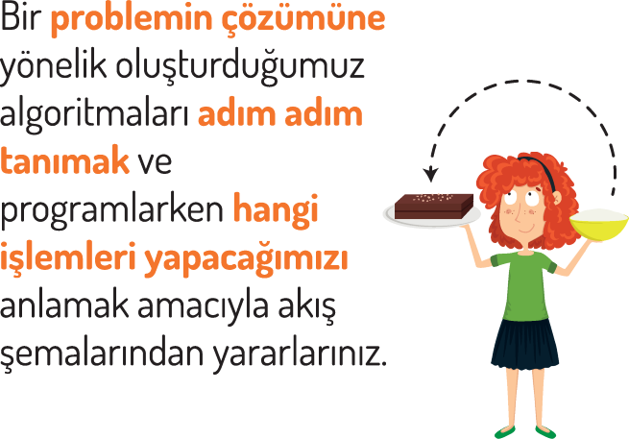 Bir problemin çözümüne
yönelik oluşturduğumuz
algoritmaları adım adım
tanımak ve
programlarken hangi
işlemleri yapacağımızı
anlamak amacıyla akış
şemalarından yararlarınız.